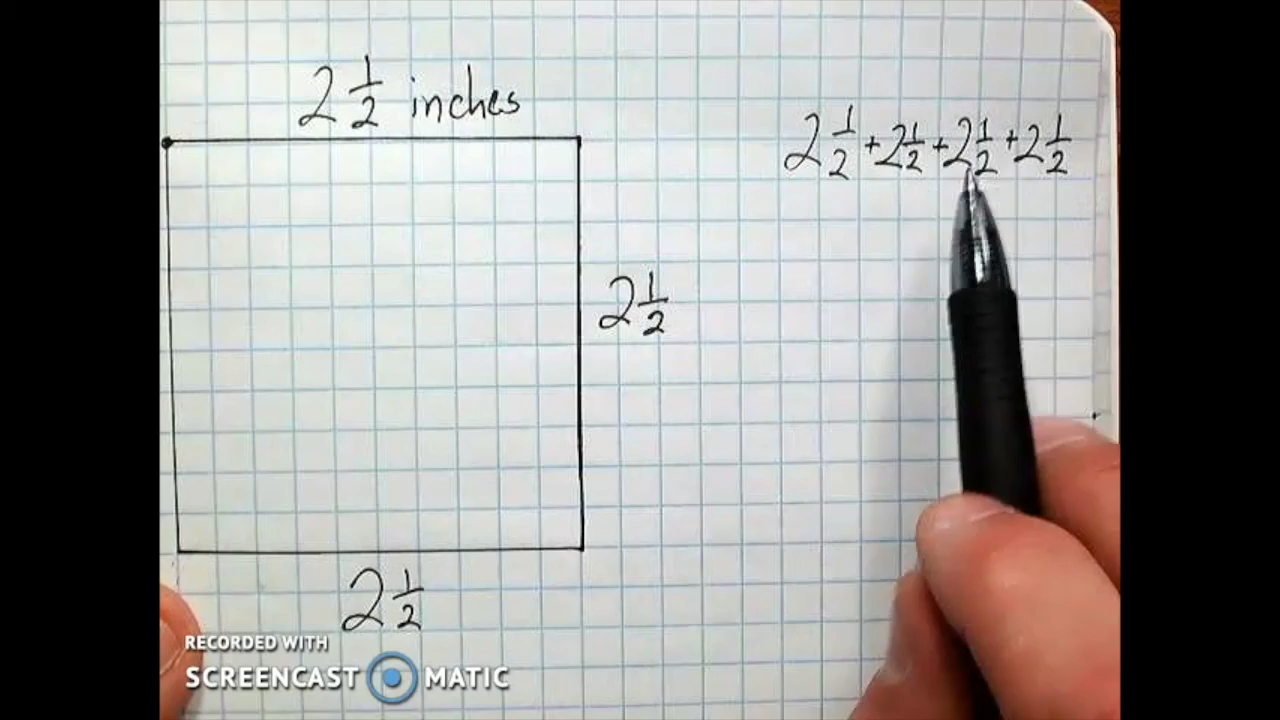 2 1/2 inches
2 1/2 + 2 1/2 + 2 1/2 + 2 1/2
2 1/2
2 1/2
RECORDED WITH
SCREENCAST MATIC